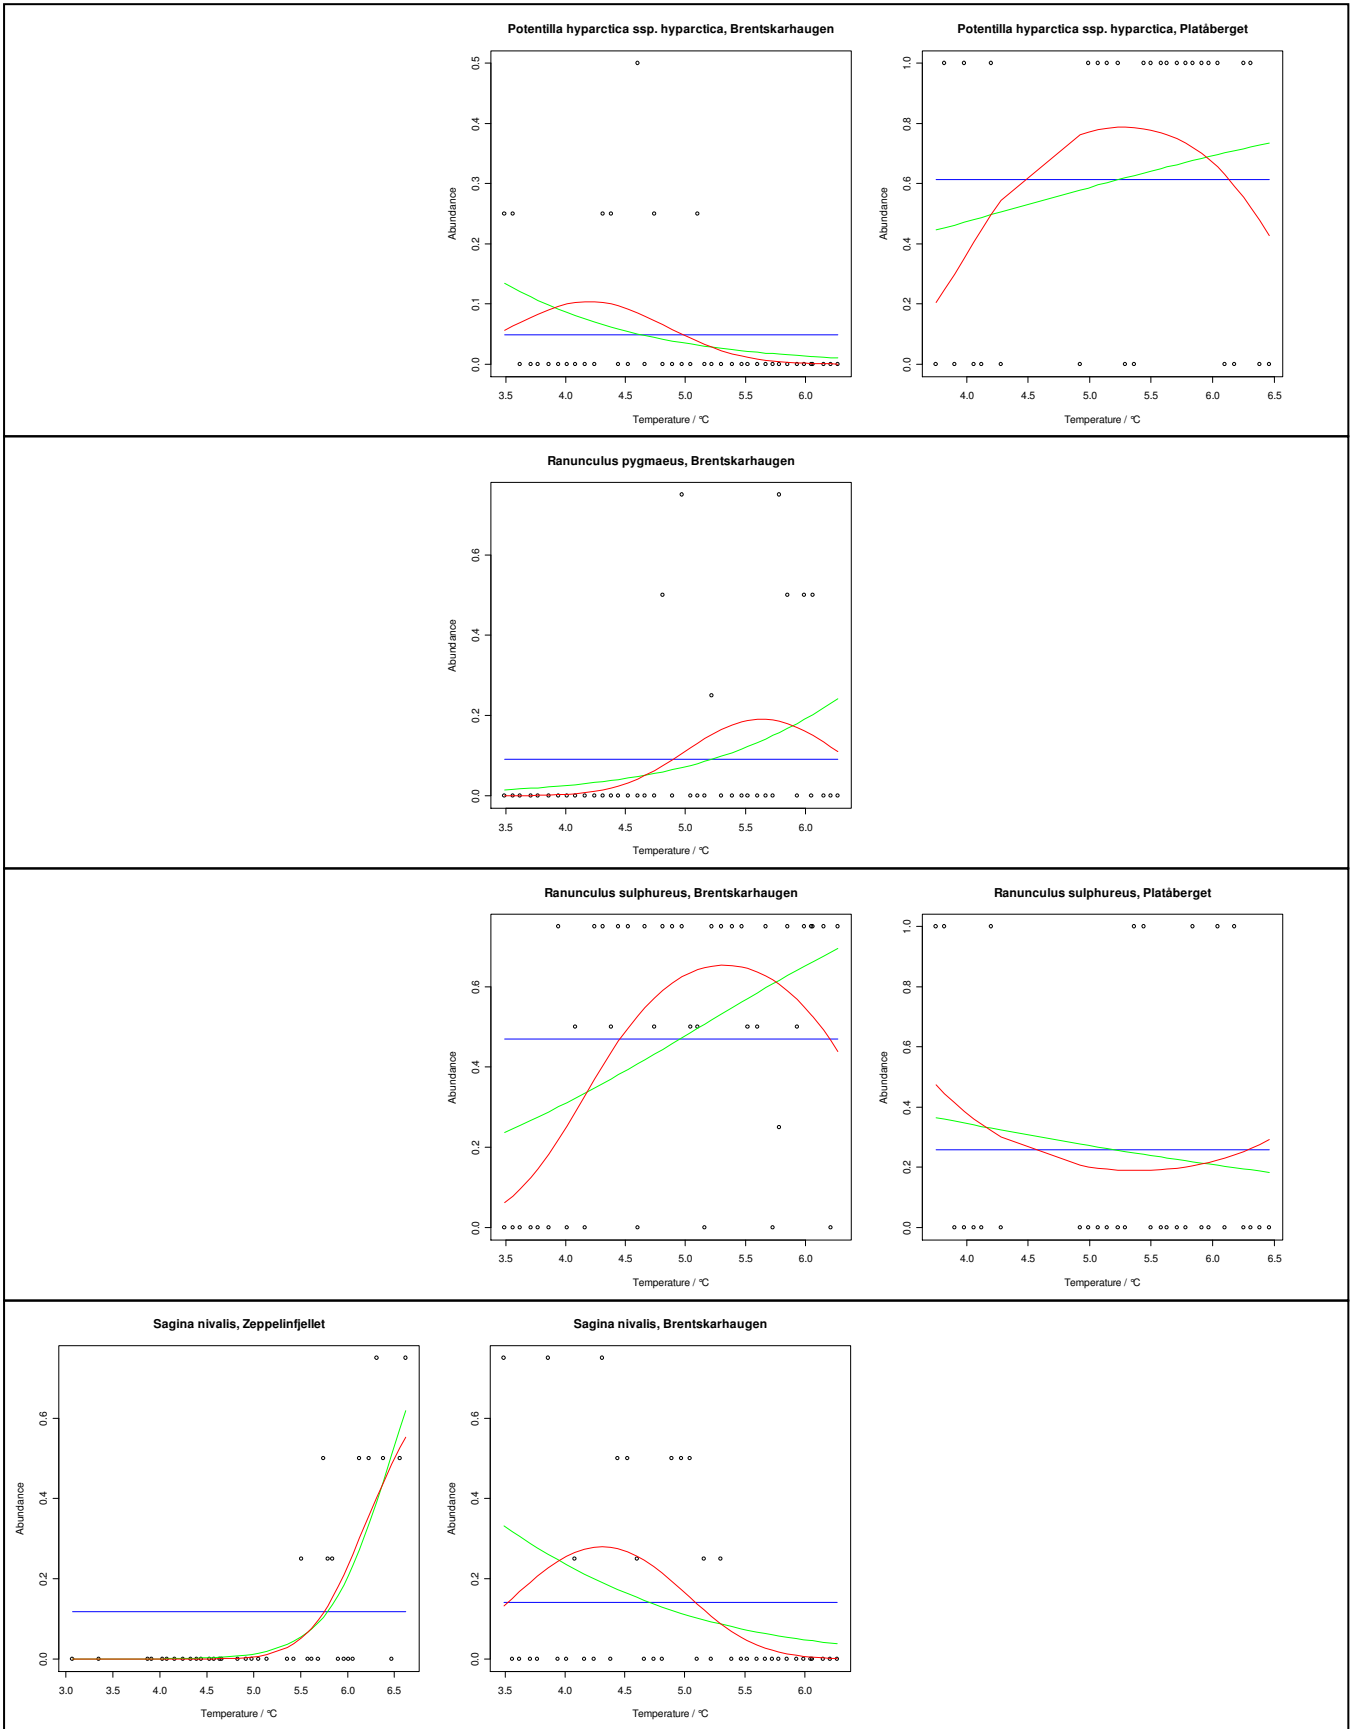 Potentilla hyparctica ssp. hyparctica, Brentskarhaugen
0.5
0.4
0.3
0.2
0.1
0.0
Abundance
3.5 4.0 4.5 5.0 5.5 6.0
Temperature / °C
Potentilla hyparctica ssp. hyparctica, Platåberget
1.0
0.8
0.6
0.4
0.2
0.0
Abundance
4.0 4.5 5.0 5.5 6.0 6.5
Temperature / °C
Ranunculus pygmaeus, Brentskarhaugen
0.6
0.4
0.2
0.0
Abundance
3.5 4.0 4.5 5.0 5.5 6.0
Temperature / °C
Ranunculus sulphureus, Brentskarhaugen
0.6
0.4
0.2
0.0
Abundance
3.5 4.0 4.5 5.0 5.5 6.0
Temperature / °C
Ranunculus sulphureus, Platåberget
1.0
0.8
0.6
0.4
0.2
0.0
Abundance
4.0 4.5 5.0 5.5 6.0 6.5
Temperature / °C
Sagina nivalis, Zeppelinfjellet
0.6
0.4
0.2
0.0
Abundance
3.0 3.5 4.0 4.5 5.0 5.5 6.0 6.5
Temperature / °C
Sagina nivalis, Brentskarhaugen
0.6
0.4
0.2
0.0
Abundance
3.5 4.0 4.5 5.0 5.5 6.0
Temperature / °C